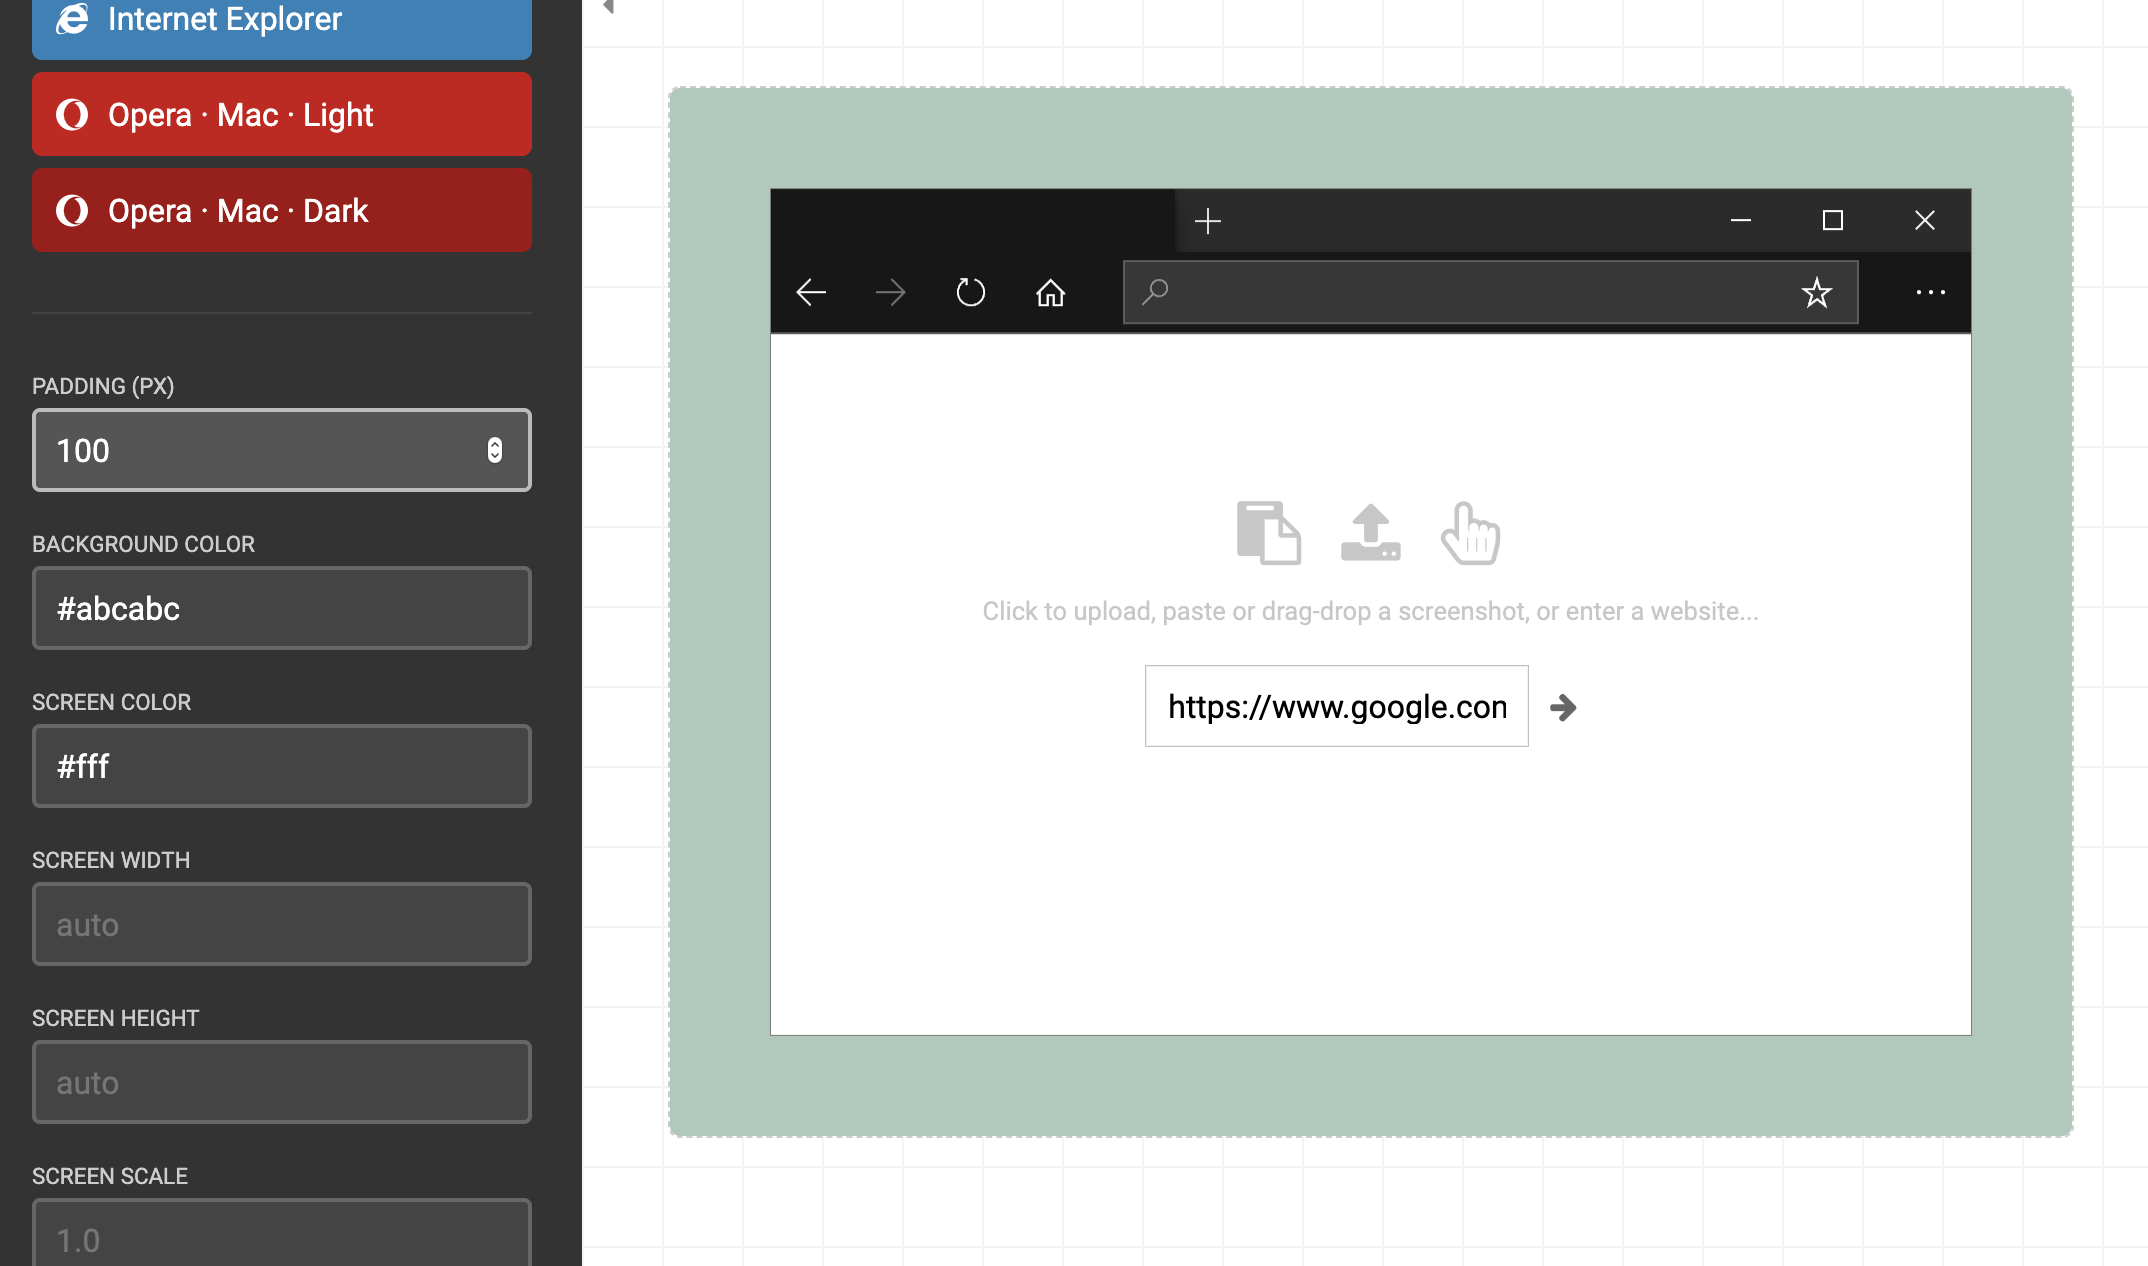 Internet Explorer
Opera · Mac · Light
Opera · Mac · Dark
PADDING (PX)
100
BACKGROUND COLOR
#abcabc
SCREEN COLOR
#fff
SCREEN WIDTH
auto
SCREEN HEIGHT
auto
SCREEN SCALE
1.0
Click to upload, paste or drag-drop a screenshot, or enter a website...
https://www.google.con